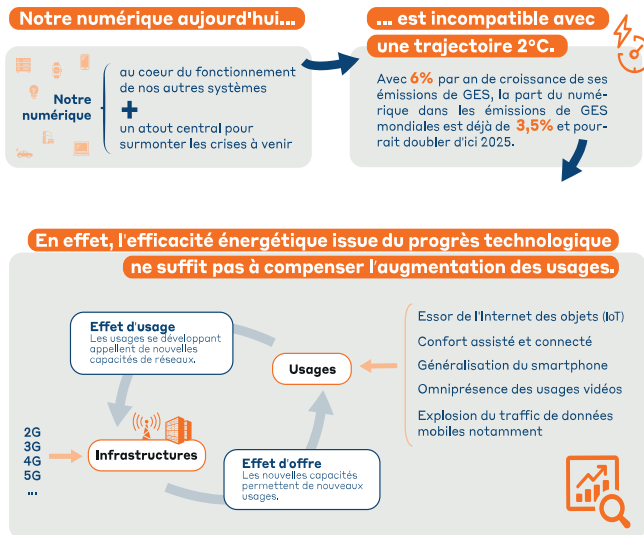 Notre numérique aujourd'hui...
Notre
numérique
au coeur du fonctionnement
de nos autres systèmes
+
un atout central pour
surmonter les crises à venir
... est incompatible avec
une trajectoire 2°C.
Avec 6% par an de croissance de ses
émissions de GES, la part du numé-
rique dans les émissions de GES
mondiales est déjà de 3,5% et pour-
rait doubler d'ici 2025.
En effet, l'efficacité énergétique issue du progrès technologique
ne suffit pas à compenser l'augmentation des usages.
Effet d'usage
Les usages se développant
appellent de nouvelles
capacités de réseaux.
Usages
Essor de l'Internet des objets (IoT)
Confort assisté et connecté
Généralisation du smartphone
Omniprésence des usages vidéos
Explosion du traffic de données
mobiles notamment
2G
3G
4G
5G
...
Infrastructures
Effet d'offre
Les nouvelles capacités
permettent de nouveaux
usages.